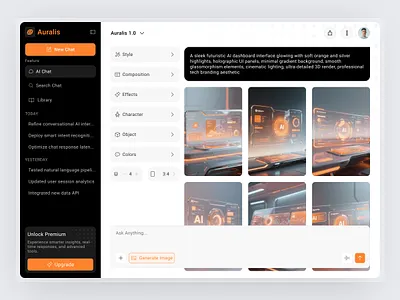 Auralis
New Chat
Feature
AI Chat
Search Chat
Library
TODAY
Refine conversational AI inter..
Deploy smart intent recogniti...
Optimize chat response laten...
YESTERDAY
Tested natural language pipel...
Updated user session analytics
Integrated new data API
Unlock Premium
Experience smarter insights, real-
time responses, and advanced
tools.
Upgrade
Auralis 1.0
Style
Composition
Effects
Character
Object
Colors
4
3:4
A sleek futuristic AI dashboard interface glowing with soft orange and silver
highlights, holographic UI panels, minimal gradient background, smooth
glassmorphism elements, cinematic lighting, ultra-detailed 3D render, professional
tech branding aesthetic
AI
AI
AI
Ask Anything...
Generate Image